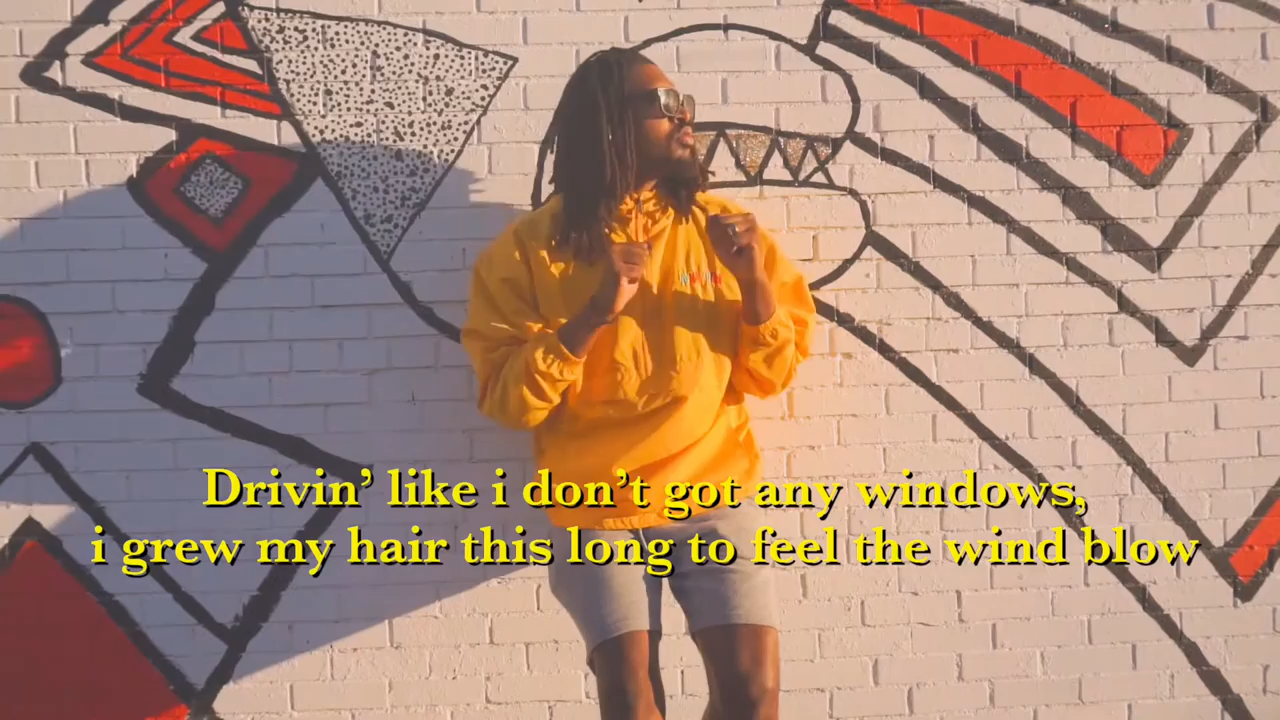 Drivin’ like i don’t got any windows,
i grew my hair this long to feel the wind blow